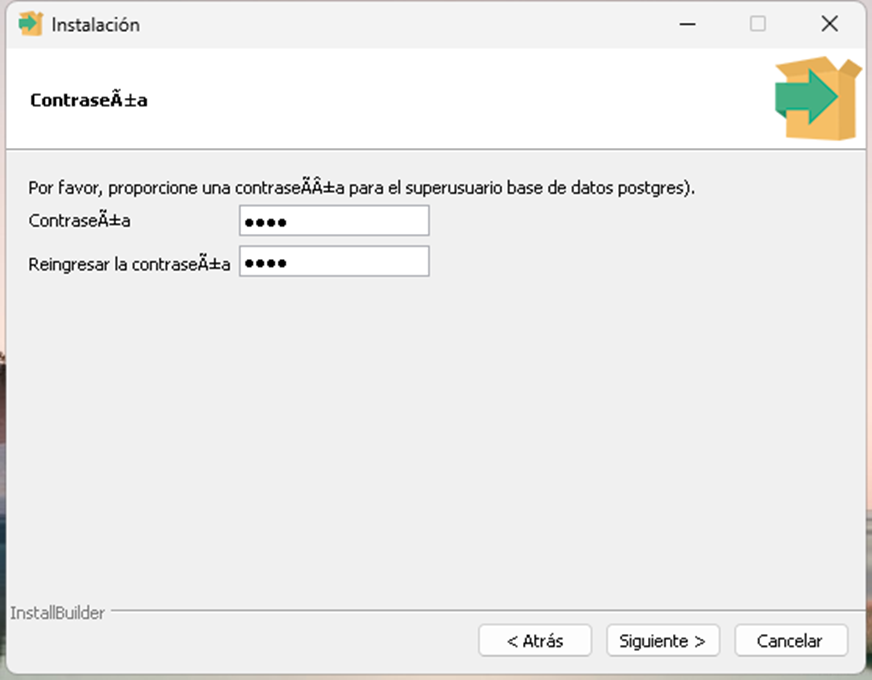 Instalación
ContraseÃ±a
Por favor, proporcione una contraseÃÂ±a para el superusuario base de datos postgres).
ContraseÃ±a
Reingresar la contraseÃ±a
InstallBuilder
< Atrás
Siguiente >
Cancelar